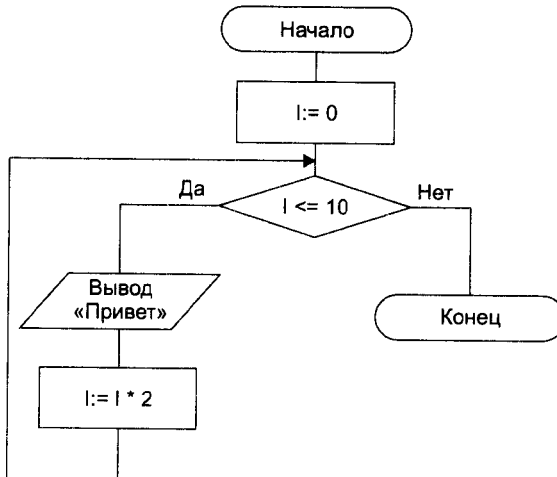 Начало
I:= 0
Да
I <= 10
Нет
Вывод
«Привет»
Конец
I:= I * 2